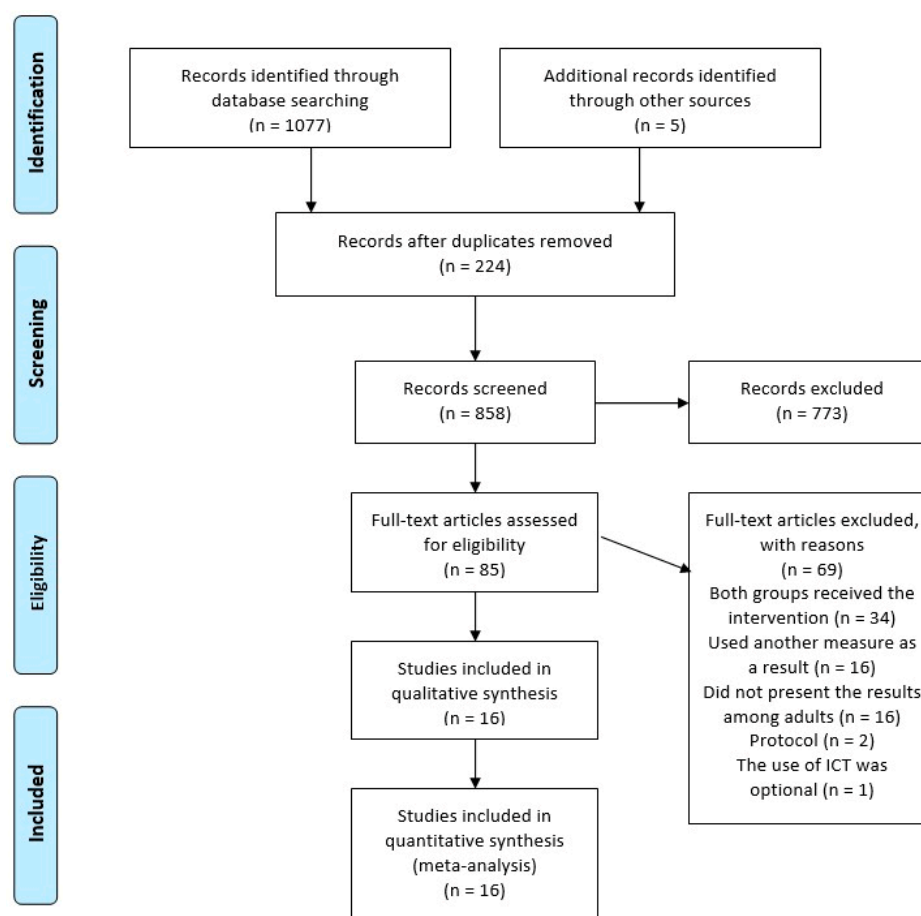 Identification
Records identified through
database searching
(n = 1077)
Additional records identified
through other sources
(n = 5)
Records after duplicates removed
(n = 224)
Screening
Records screened
(n = 858)
Records excluded
(n = 773)
Eligibility
Full-text articles assessed
for eligibility
(n = 85)
Full-text articles excluded,
with reasons
(n = 69)
Both groups received the
intervention (n = 34)
Used another measure as
a result (n = 16)
Did not present the results
among adults (n = 16)
Protocol (n = 2)
The use of ICT was
optional (n = 1)
Studies included in
qualitative synthesis
(n = 16)
Included
Studies included in
quantitative synthesis
(meta-analysis)
(n = 16)